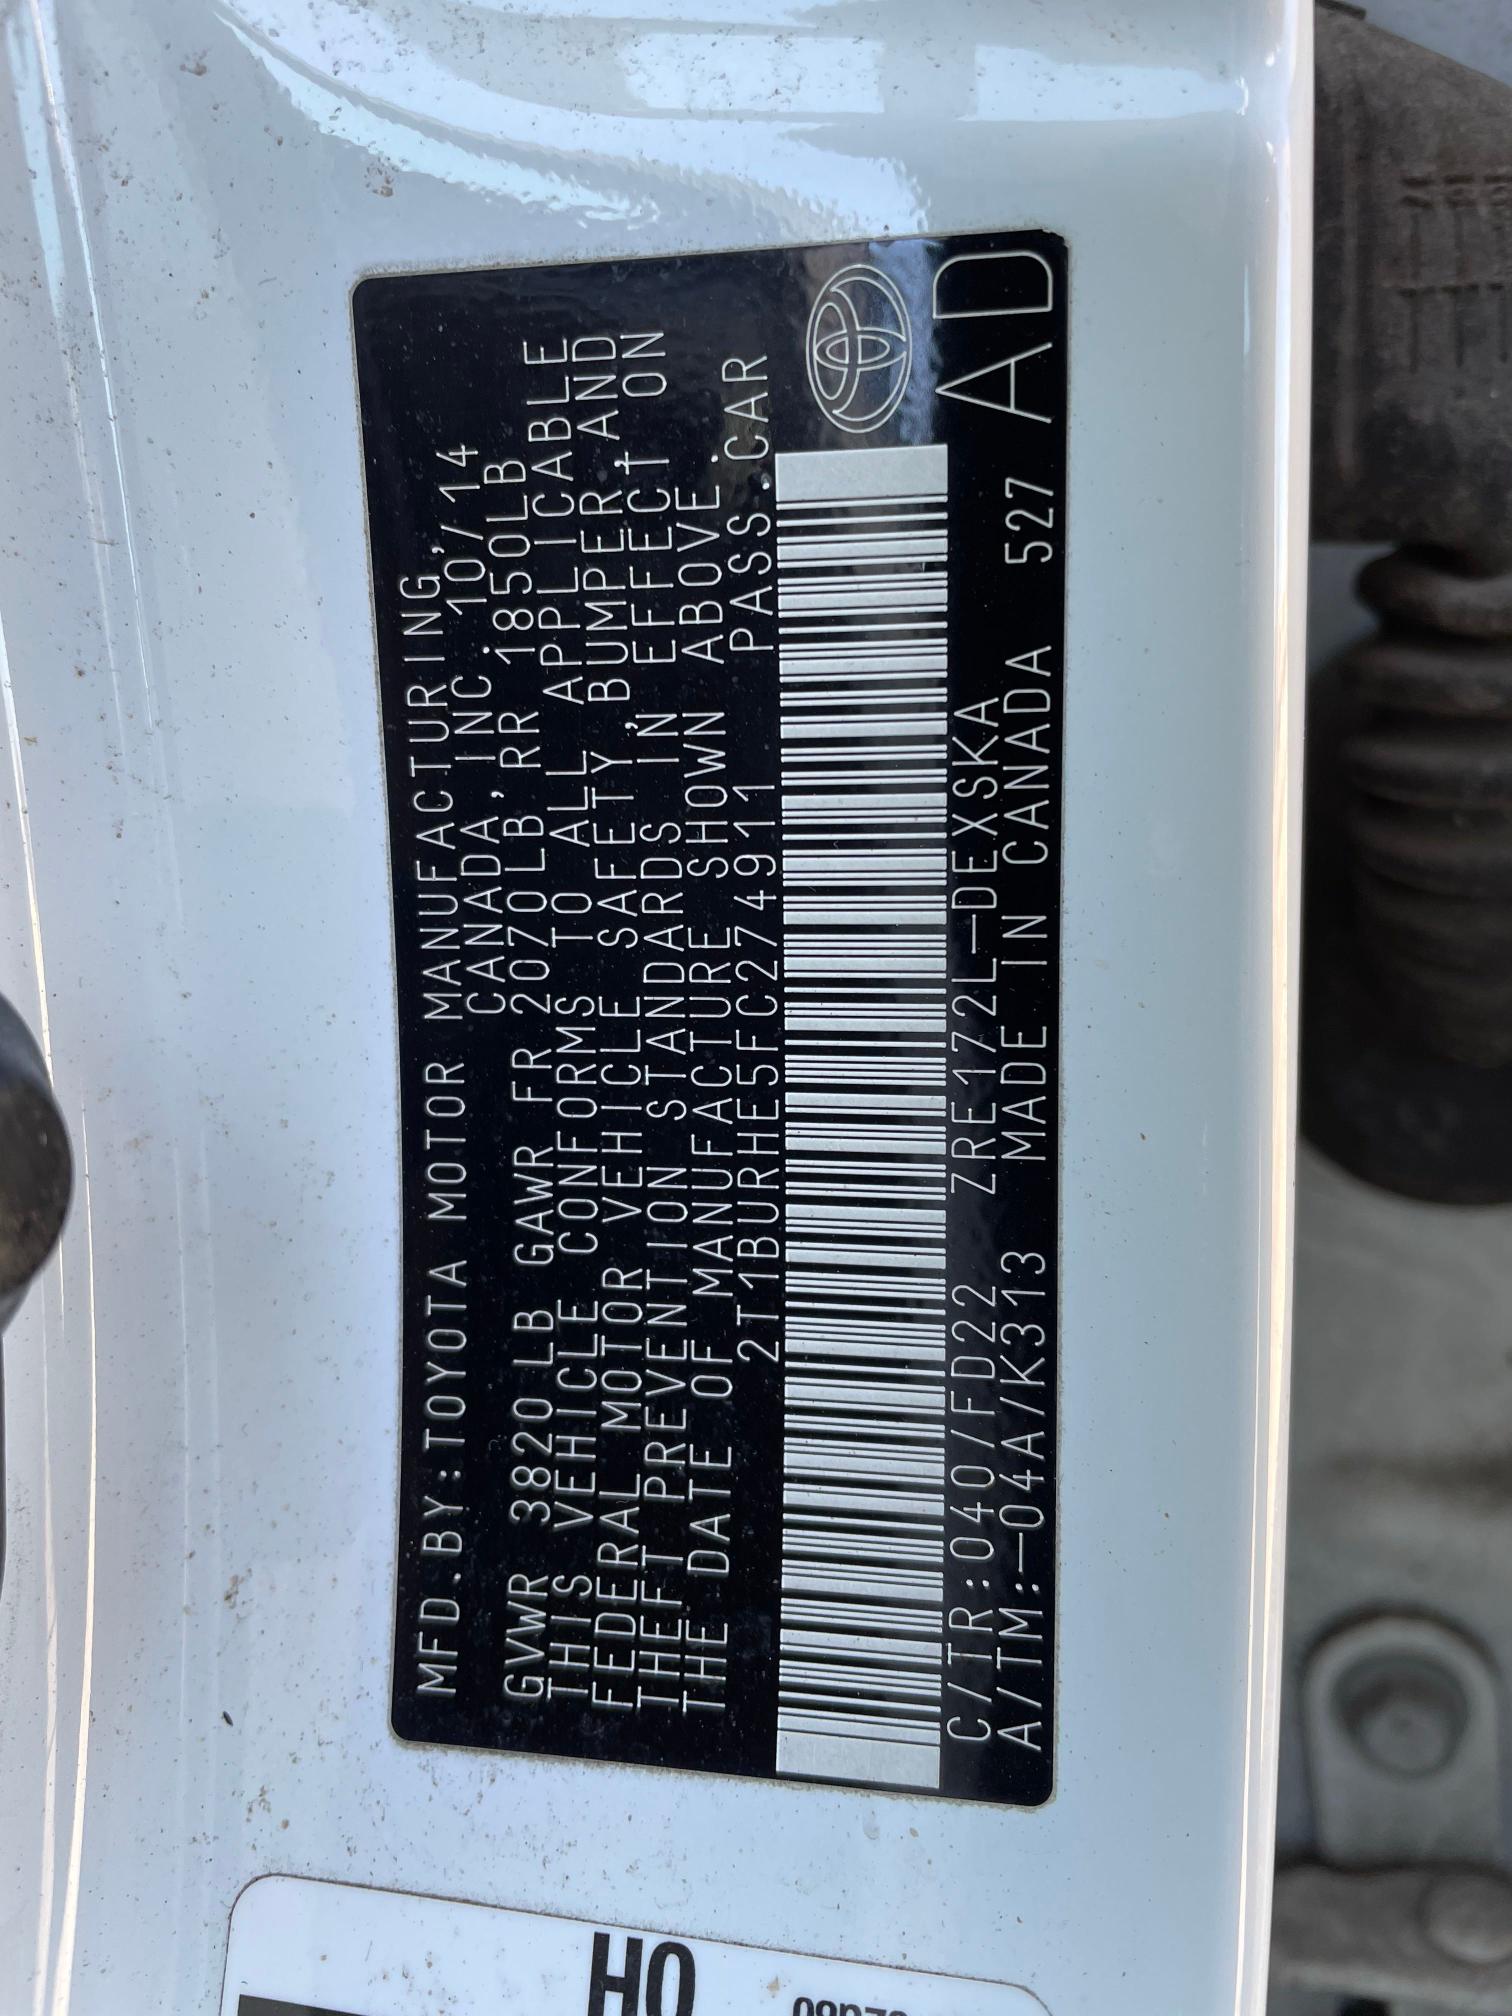 MFD.BY:TOYOTA MOTOR MANUFACTURING,
CANADA, INC. 10/14
GVWR 3820LB GAWR FR 2070LB, RR 1850LB
THIS VEHICLE CONFORMS TO ALL APPLICABLE
FEDERAL MOTOR VEHICLE SAFETY, BUMPER, AND
THEFT PREVENTION STANDARDS IN EFFECT ON
THE DATE OF MANUFACTURE SHOWN ABOVE.
2T1BURHE5FC274911 PASS.CAR
C/TR:040/FD22 ZRE172L-DEXSKA
A/TM:-04A/K313 MADE IN CANADA 527 AD
HO